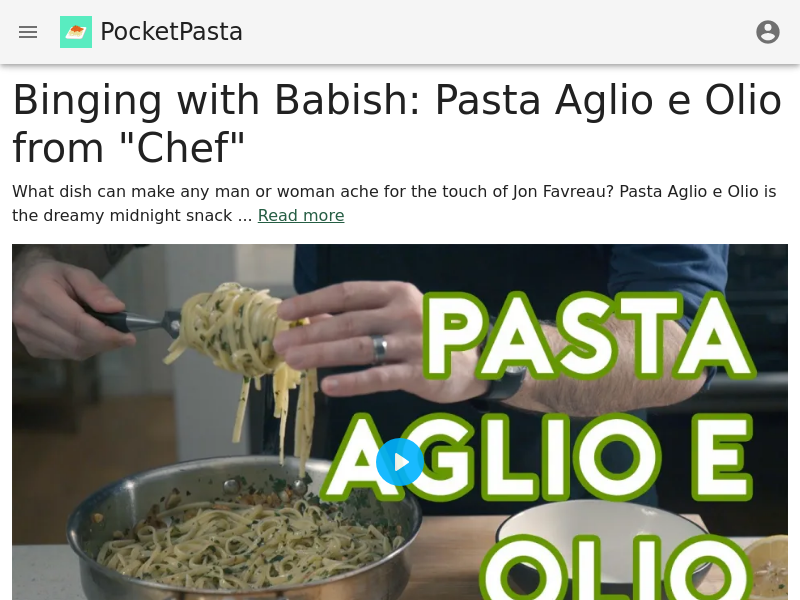 PocketPasta
Binging with Babish: Pasta Aglio e Olio
from "Chef"
What dish can make any man or woman ache for the touch of Jon Favreau? Pasta Aglio e Olio is
the dreamy midnight snack ... Read more
PASTA
AGLIO E
OLIO